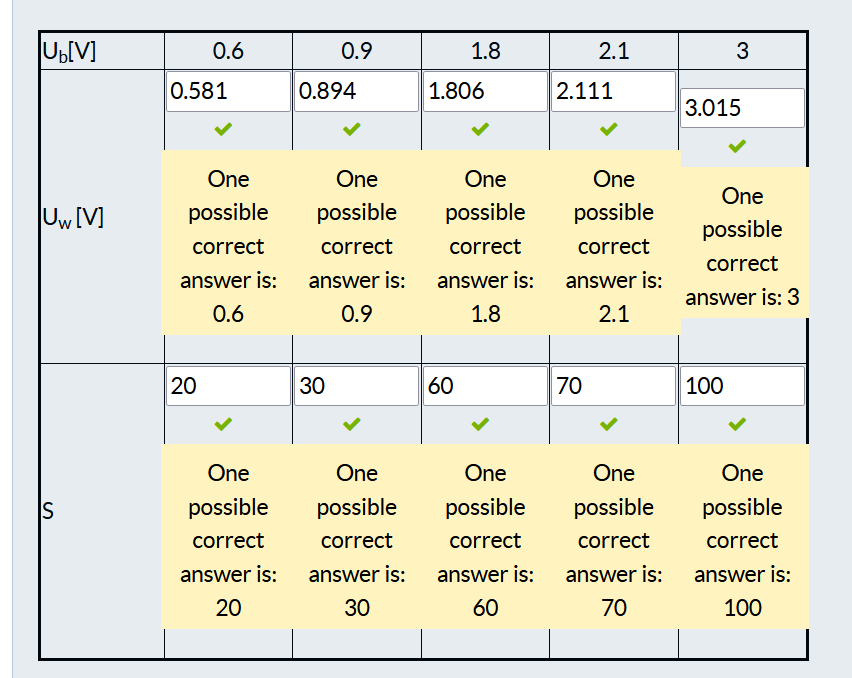 Ub[V] 0.6 0.9 1.8 2.1 3
0.581 0.894 1.806 2.111 3.015
Uw [V]
One possible correct answer is: 0.6
One possible correct answer is: 0.9
One possible correct answer is: 1.8
One possible correct answer is: 2.1
One possible correct answer is: 3
20 30 60 70 100
S
One possible correct answer is: 20
One possible correct answer is: 30
One possible correct answer is: 60
One possible correct answer is: 70
One possible correct answer is: 100